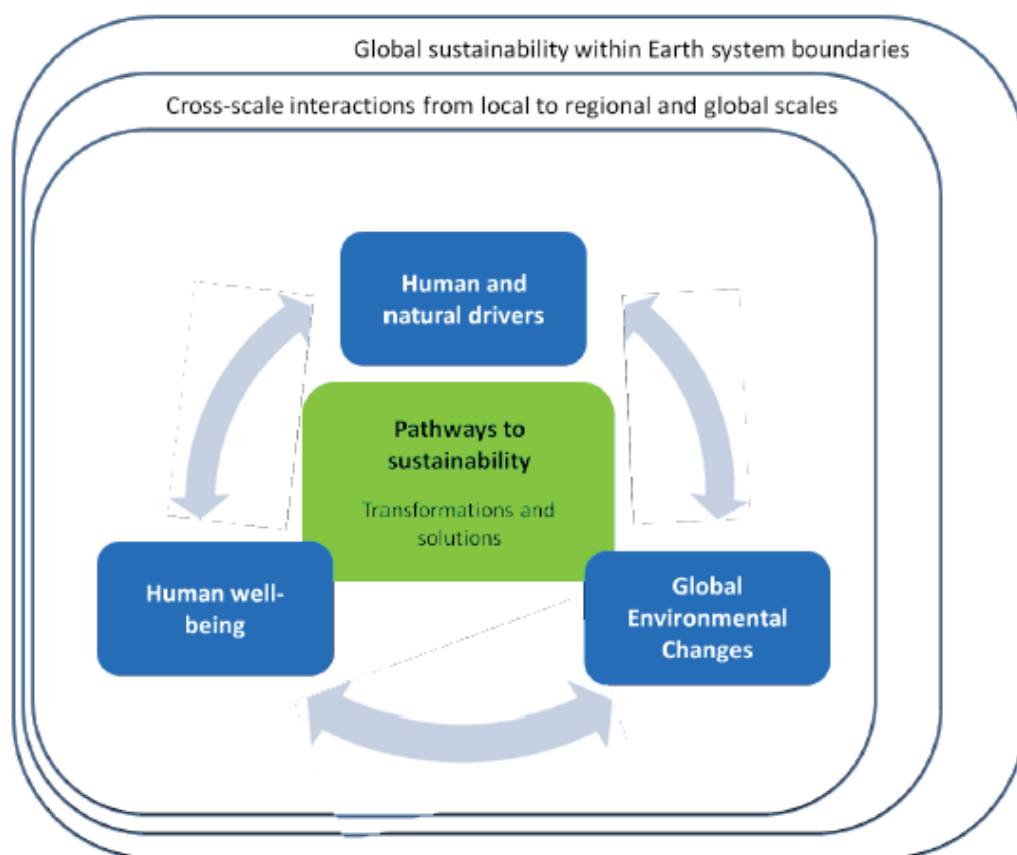 Global sustainability within Earth system boundaries
Cross-scale interactions from local to regional and global scales
Human and
natural drivers
Pathways to
sustainability
Transformations and
solutions
Human well-
being
Global
Environmental
Changes